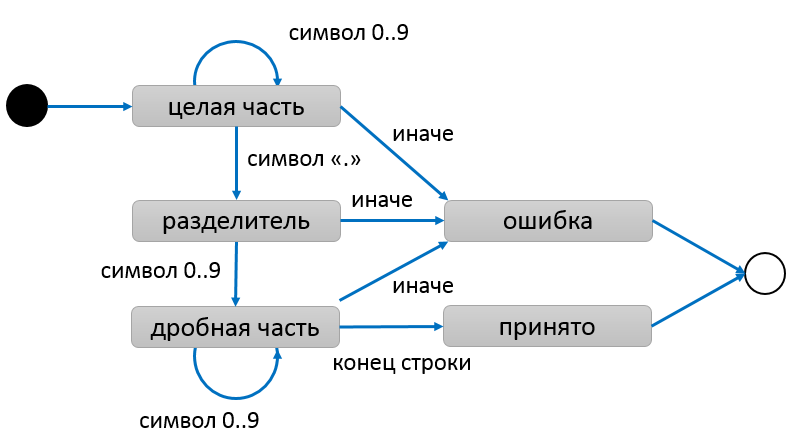 символ 0..9
целая часть
иначе
символ «.»
разделитель
иначе
ошибка
символ 0..9
иначе
дробная часть
принято
конец строки
символ 0..9